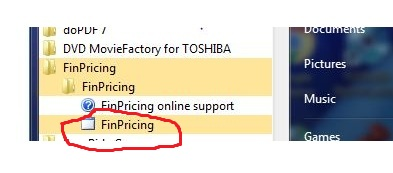 doPDF 7
DVD MovieFactory for TOSHIBA
FinPricing
FinPricing
FinPricing online support
FinPricing
Documents
Pictures
Music
Games